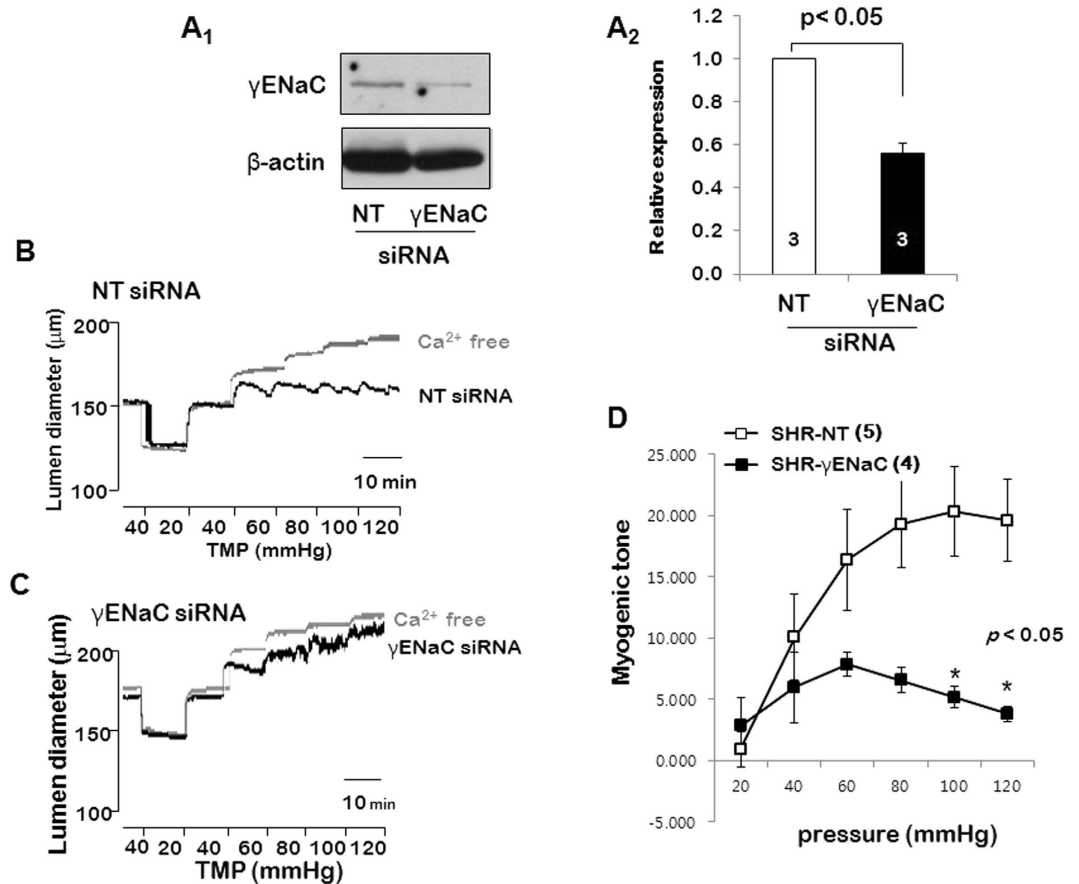 A1
γENaC
β-actin
NT γENaC
siRNA
A2
p< 0.05
Relative expression
1.2
1.0
0.8
0.6
0.4
0.2
0.0
3
3
NT γENaC
siRNA
B
NT siRNA
Lumen diameter (μm)
200
150
100
Ca2+ free
NT siRNA
10 min
40 20 40 60 80 100 120
TMP (mmHg)
C
γENaC siRNA
Lumen diameter (μm)
200
150
100
Ca2+ free
γENaC siRNA
10 min
40 20 40 60 80 100 120
TMP (mmHg)
D
SHR-NT (5)
SHR-γENaC (4)
Myogenic tone
25.000
20.000
15.000
10.000
5.000
0.000
-5.000
p < 0.05
* *
20 40 60 80 100 120
pressure (mmHg)